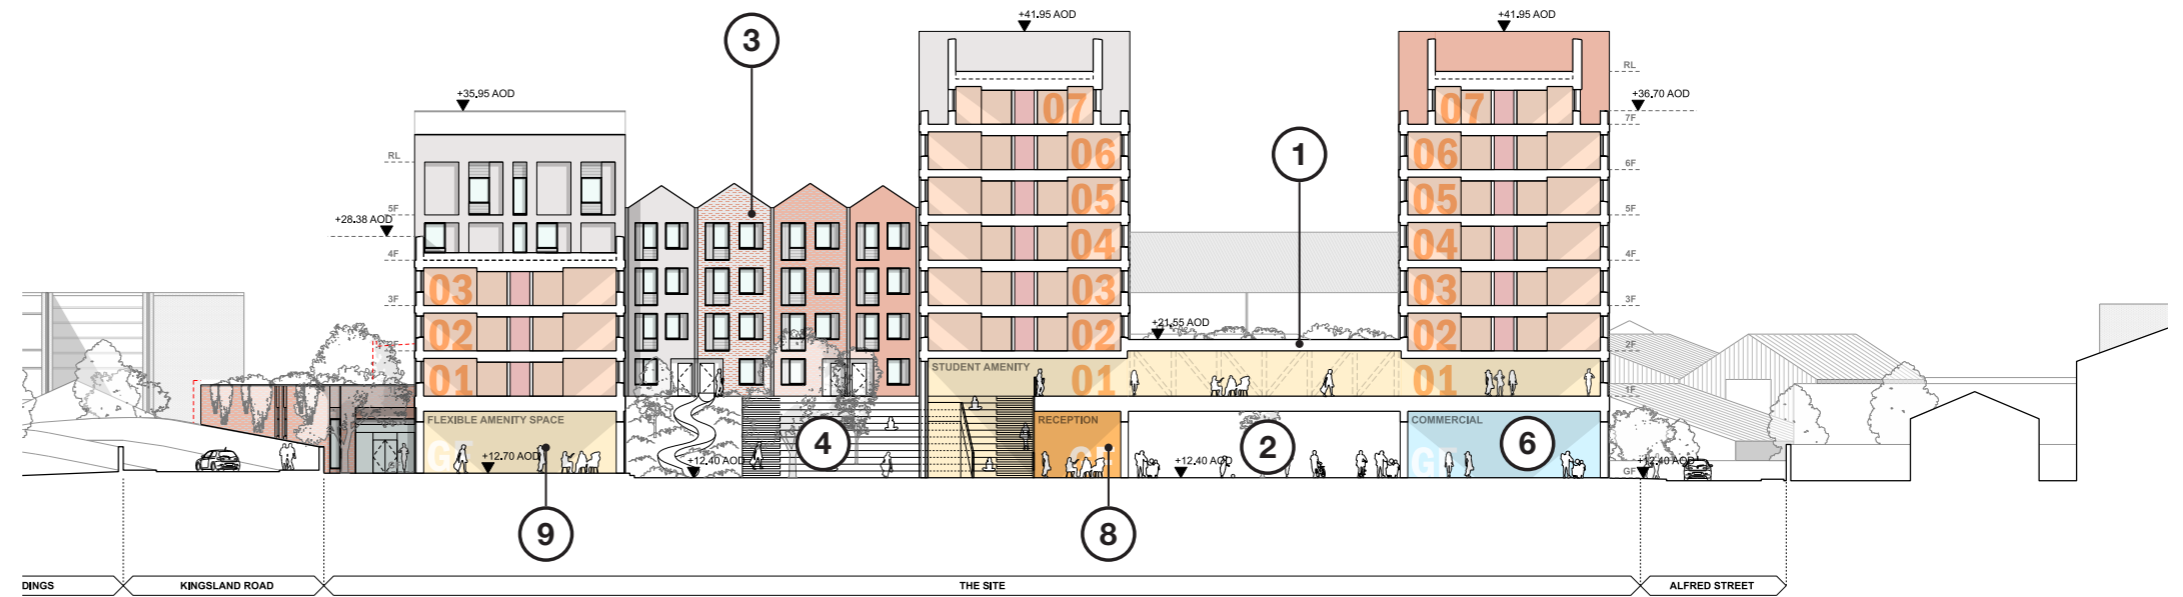 +41.95 AOD
+41.95 AOD
3
RL
+35.95 AOD
07
07
+36.70 AOD
7F
06
06
1
RL
6F
05
05
5F
5F
+28.38 AOD
04
04
4F
4F
03
03
03
3F
3F
+21.55 AOD
02
02
02
2F
STUDENT AMENITY
01
01
01
1F
FLEXIBLE AMENITY SPACE
RECEPTION
COMMERCIAL
4
2
6
GF
+12.70 AOD
+12.40 AOD
+12.40 AOD
GF
+12.40 AOD
9
8
DINGS
KINGSLAND ROAD
THE SITE
ALFRED STREET